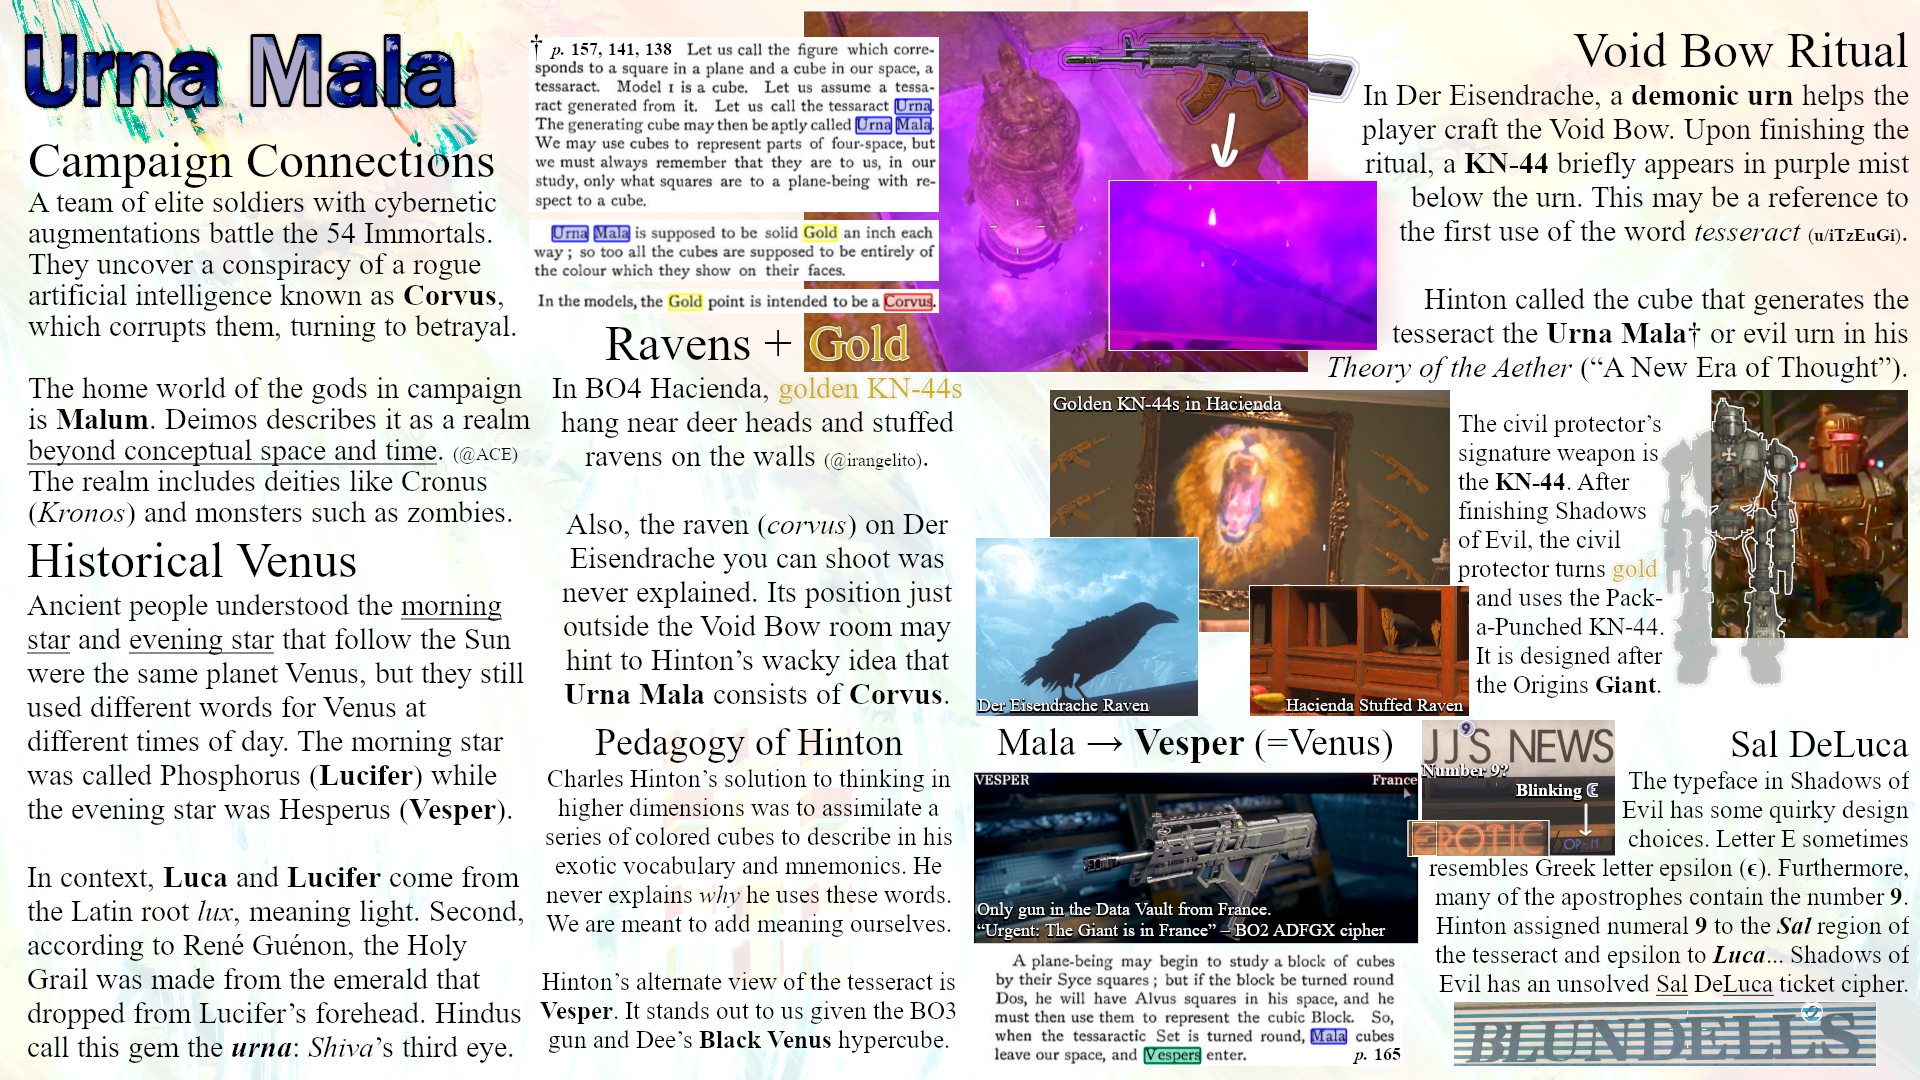 Urna Mala
Campaign Connections
A team of elite soldiers with cybernetic
augmentations battle the 54 Immortals.
They uncover a conspiracy of a rogue
artificial intelligence known as Corvus,
which corrupts them, turning to betrayal.
The home world of the gods in campaign
is Malum. Deimos describes it as a realm
beyond conceptual space and time. (@ACE)
The realm includes deities like Cronus
(Kronos) and monsters such as zombies.
Historical Venus
Ancient people understood the morning
star and evening star that follow the Sun
were the same planet Venus, but they still
used different words for Venus at
different times of day. The morning star
was called Phosphorus (Lucifer) while
the evening star was Hesperus (Vesper).
In context, Luca and Lucifer come from
the Latin root lux, meaning light. Second,
according to René Guénon, the Holy
Grail was made from the emerald that
dropped from Lucifer's forehead. Hindus
call this gem the urna: Shiva's third eye.
† p. 157, 141, 138 Let us call the figure which corre-
sponds to a square in a plane and a cube in our space, a
tessaract. Model 1 is a cube. Let us assume a tessa-
ract generated from it. Let us call the tessaract Urna.
The generating cube may then be aptly called Urna Mala.
We may use cubes to represent parts of four-space, but
we must always remember that they are to us, in our
study, only what squares are to a plane-being with re-
spect to a cube.
Urna Mala is supposed to be solid Gold an inch each
way; so too all the cubes are supposed to be entirely of
the colour which they show on their faces.
In the models, the Gold point is intended to be a Corvus.
Ravens + Gold
In BO4 Hacienda, golden KN-44s
hang near deer heads and stuffed
ravens on the walls (@irangelito).
Also, the raven (corvus) on Der
Eisendrache you can shoot was
never explained. Its position just
outside the Void Bow room may
hint to Hinton's wacky idea that
Urna Mala consists of Corvus.
Pedagogy of Hinton
Charles Hinton's solution to thinking in
higher dimensions was to assimilate a
series of colored cubes to describe in his
exotic vocabulary and mnemonics. He
never explains why he uses these words.
We are meant to add meaning ourselves.
Hinton's alternate view of the tesseract is
Vesper. It stands out to us given the BO3
gun and Dee's Black Venus hypercube.
Void Bow Ritual
In Der Eisendrache, a demonic urn helps the
player craft the Void Bow. Upon finishing the
ritual, a KN-44 briefly appears in purple mist
below the urn. This may be a reference to
the first use of the word tesseract (u/iTzEuGi).
Hinton called the cube that generates the
tesseract the Urna Mala† or evil urn in his
Theory of the Aether (“A New Era of Thought”).
Golden KN-44s in Hacienda
Der Eisendrache Raven
Hacienda Stuffed Raven
The civil protector's
signature weapon is
the KN-44. After
finishing Shadows
of Evil, the civil
protector turns gold
and uses the Pack-
a-Punched KN-44.
It is designed after
the Origins Giant.
Mala → Vesper (=Venus)
VESPER
France
Only gun in the Data Vault from France.
“Urgent: The Giant is in France” – BO2 ADFGX cipher
A plane-being may begin to study a block of cubes
by their Syce squares; but if the block be turned round
Dos, he will have Alvus squares in his space, and he
must then use them to represent the cubic Block. So,
when the tessaractic Set is turned round, Mala cubes
leave our space, and Vespers enter. p. 165
9
JJ'S NEWS
Number 9?
Blinking ϵ
EROTIC
Sal DeLuca
The typeface in Shadows of
Evil has some quirky design
choices. Letter E sometimes
resembles Greek letter epsilon (ϵ). Furthermore,
many of the apostrophes contain the number 9.
Hinton assigned numeral 9 to the Sal region of
the tesseract and epsilon to Luca... Shadows of
Evil has an unsolved Sal DeLuca ticket cipher.
BLUNDELL'S